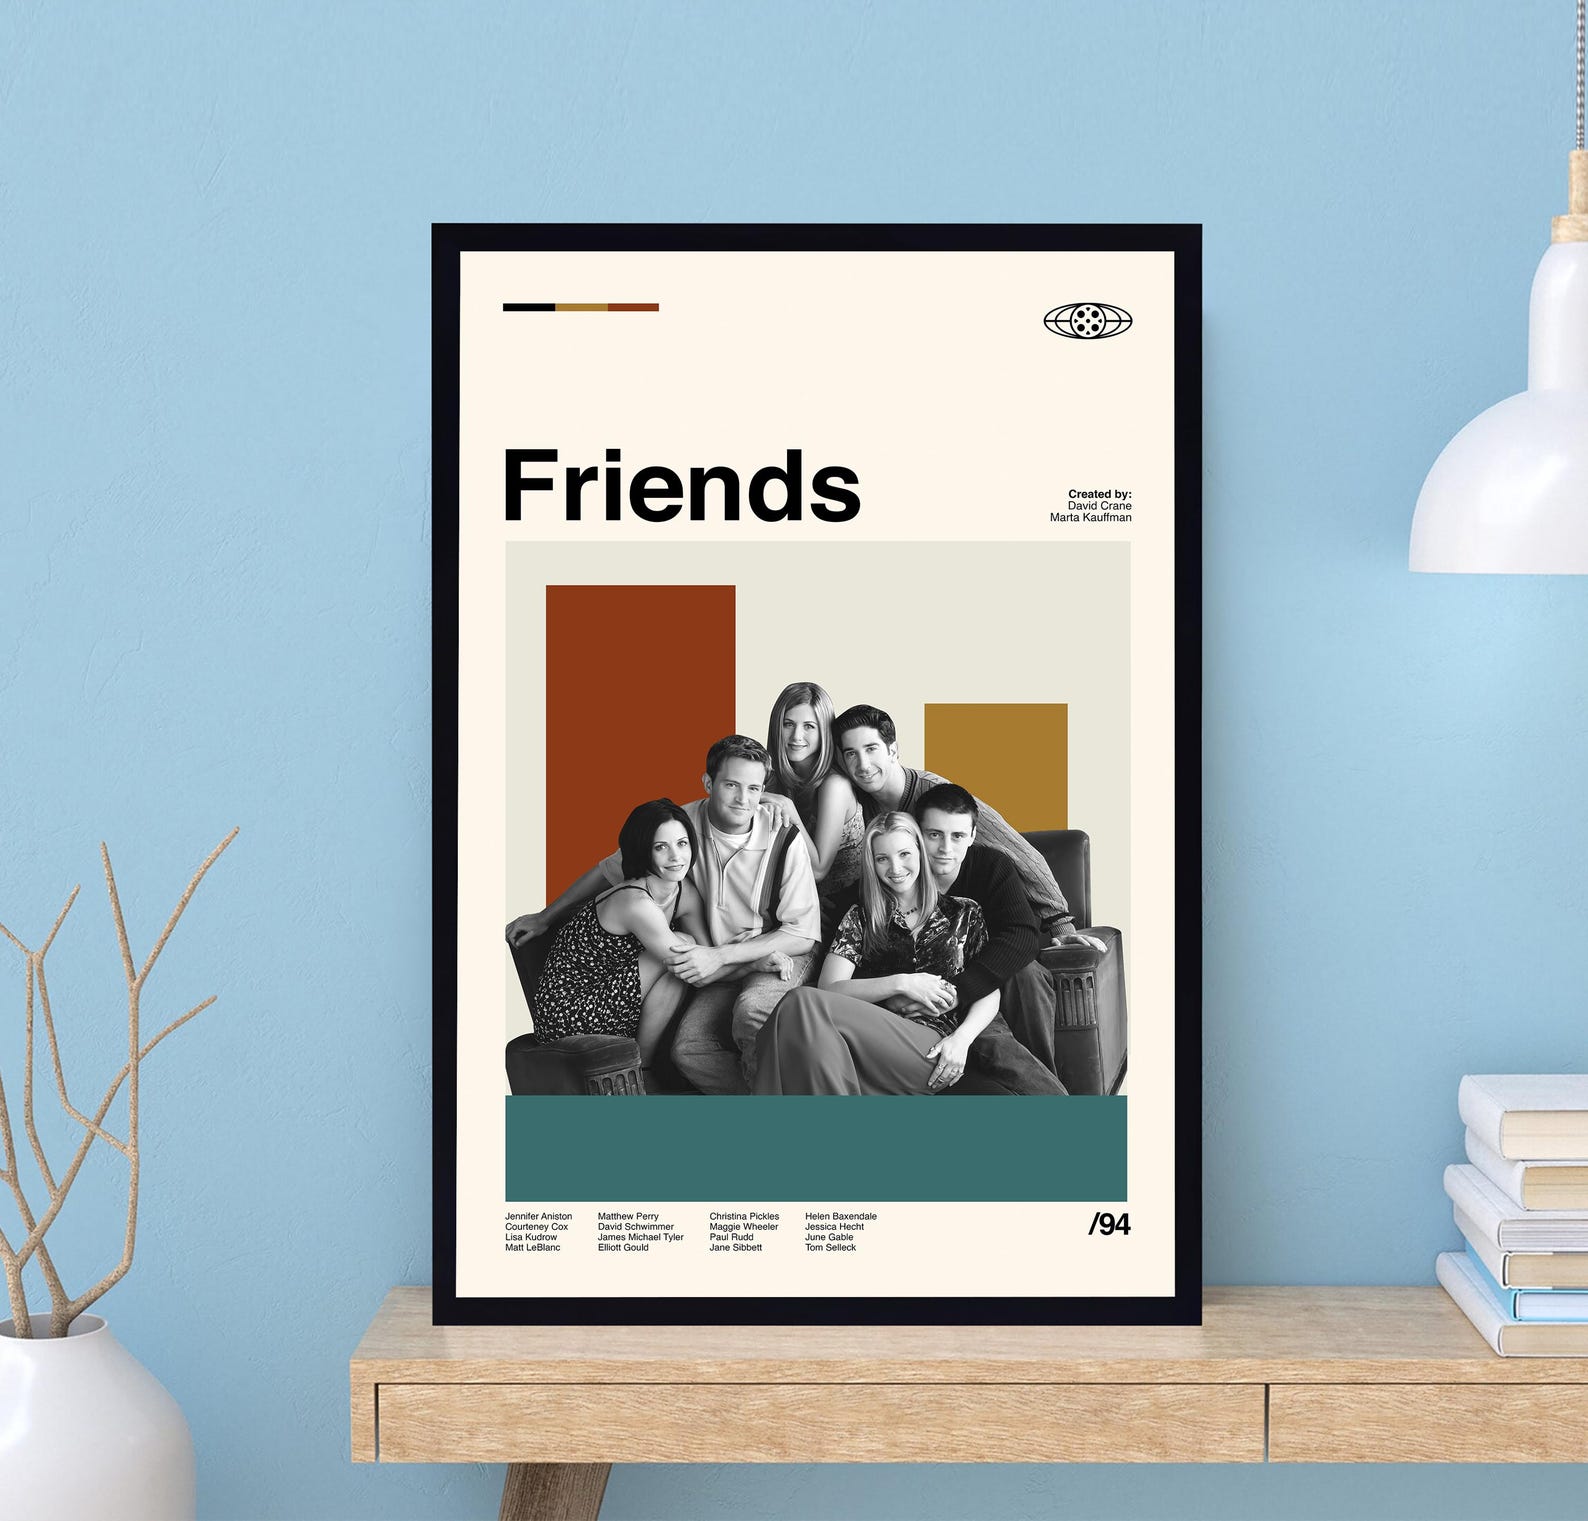 Friends
Created by:
David Crane
Marta Kauffman
Jennifer Aniston
Courteney Cox
Lisa Kudrow
Matt LeBlanc
Matthew Perry
David Schwimmer
James Michael Tyler
Elliott Gould
Christina Pickles
Maggie Wheeler
Paul Rudd
Jane Sibbett
Helen Baxendale
Jessica Hecht
June Gable
Tom Selleck
/94